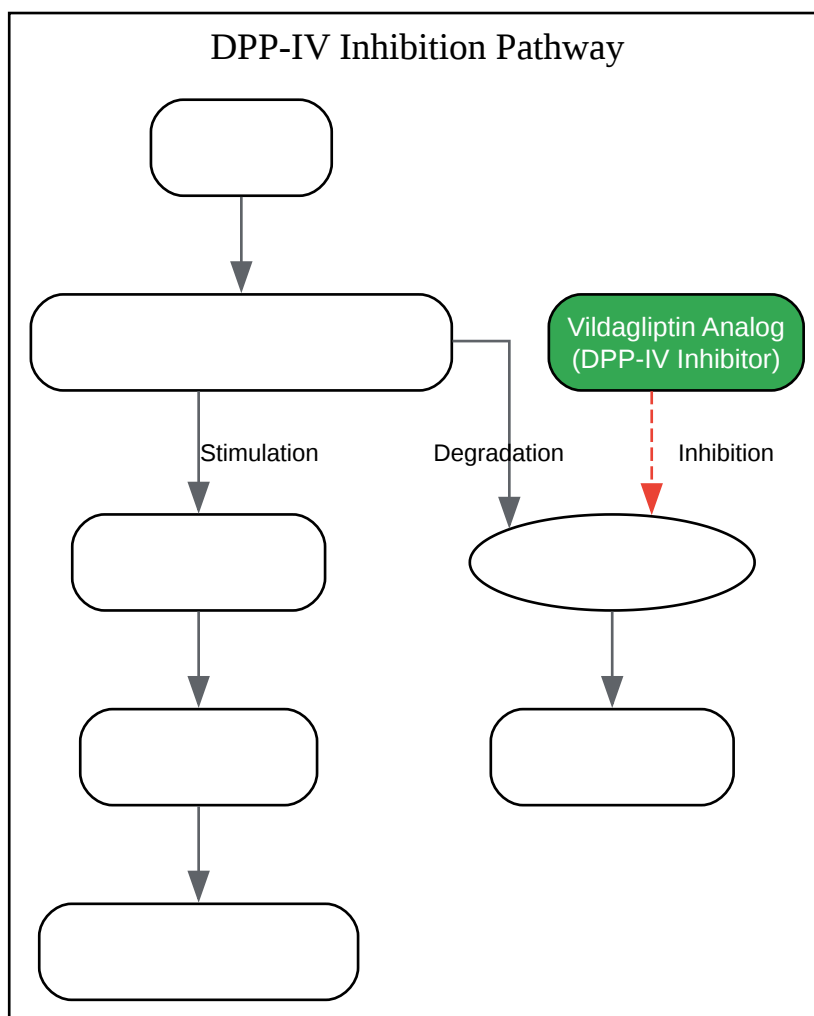 DPP-IV Inhibition Pathway
Vildagliptin Analog
(DPP-IV Inhibitor)
Stimulation
Degradation
Inhibition